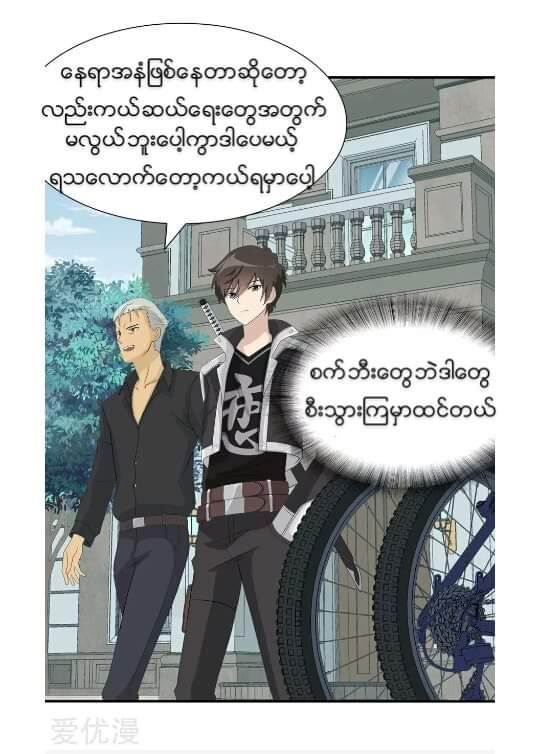 နေရာအနှံဖြစ်နေတာဆိုတော့
လည်းကယ်ဆယ်ရေးတွေအတွက်
မလွယ်ဘူးပေါ့ကွာဒါပေမယ့်
ရသလောက်တော့ကယ်ရမှာပေါ့
စက်ဘီးတွေဘဲဒါတွေ
စီးသွားကြမှာထင်တယ်
爱优漫